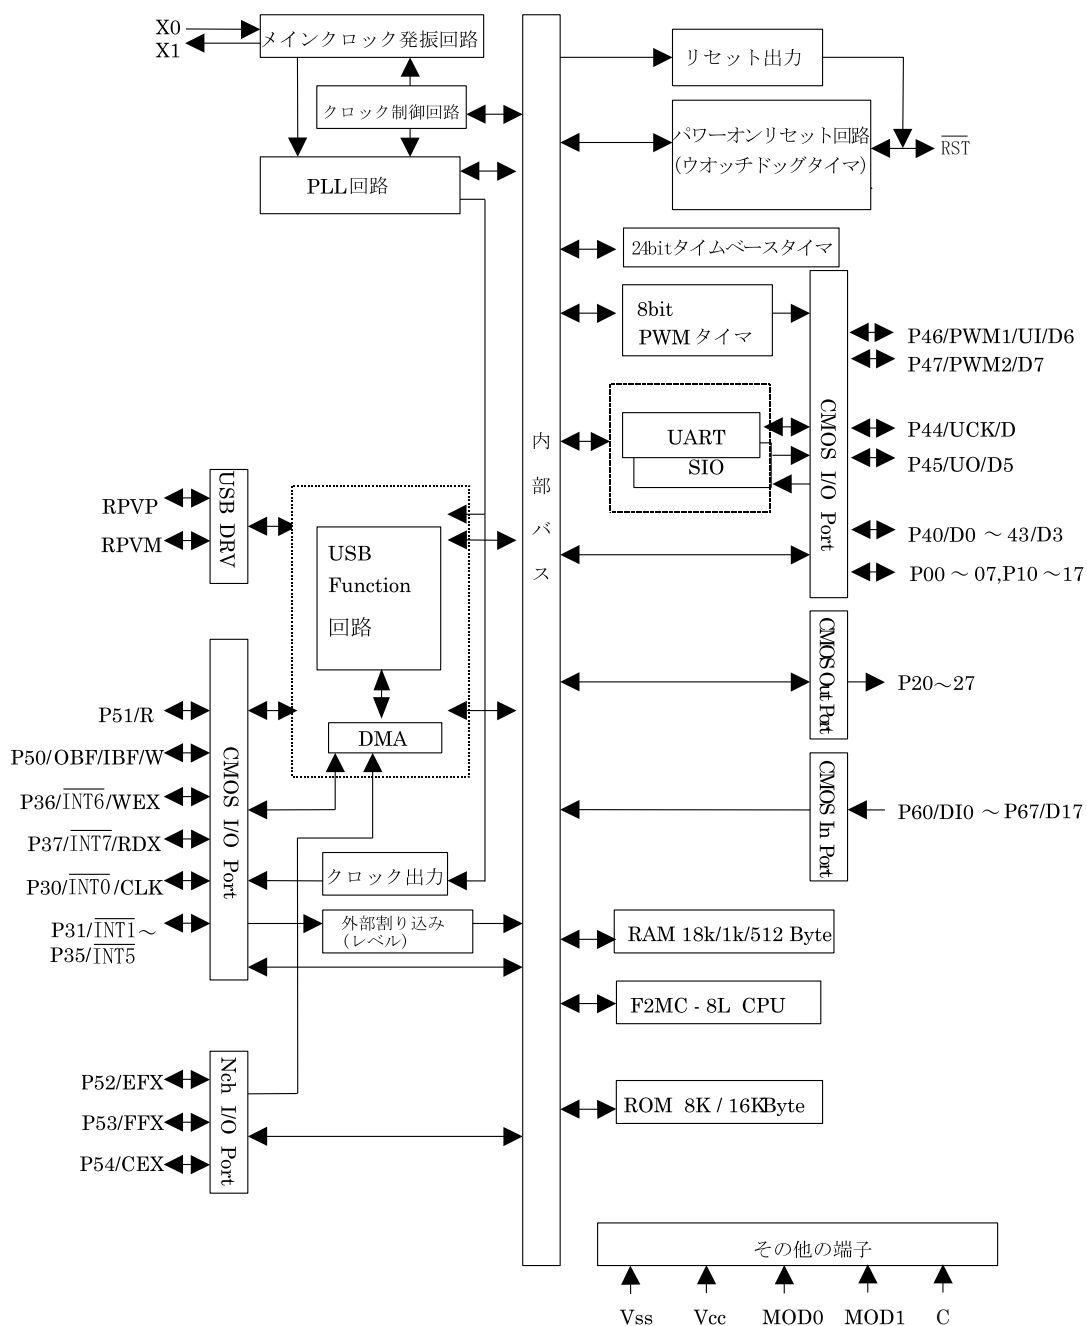 X0
X1
メインクロック発振回路
クロック制御回路
PLL回路
リセット出力
パワーオンリセット回路
(ウオッチドッグタイマ)
RST
24bitタイムベースタイマ
8bit
PWMタイマ
UART
SIO
CMOS I/O Port
P46/PWM1/UI/D6
P47/PWM2/D7
P44/UCK/D
P45/UO/D5
P40/D0 ～ 43/D3
P00 ～ 07,P10 ～17
内部バス
RPVP
RPVM
USB DRV
USB
Function
回路
DMA
CMOS Out Port
P20～27
CMOS In Port
P60/DI0 ～P67/D17
P51/R
P50/OBF/IBF/W
P36/INT6/WEX
P37/INT7/RDX
P30/INT0/CLK
P31/INT1～
P35/INT5
CMOS I/O Port
クロック出力
外部割り込み
(レベル)
RAM 18k/1k/512 Byte
F2MC - 8L CPU
ROM 8K / 16KByte
P52/EFX
P53/FFX
P54/CEX
Nch I/O Port
その他の端子
Vss
Vcc
MOD0
MOD1
C